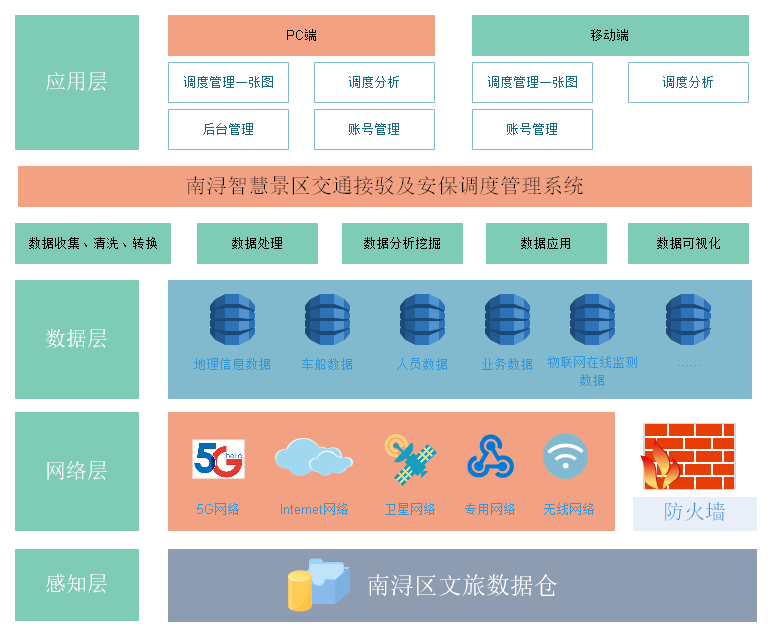 应用层
PC端
移动端
调度管理一张图
调度分析
调度管理一张图
调度分析
后台管理
账号管理
账号管理
南浔智慧景区交通接驳及安保调度管理系统
数据收集、清洗、转换
数据处理
数据分析挖掘
数据应用
数据可视化
数据层
地理信息数据
车船数据
人员数据
业务数据
物联网在线监测
数据
……
网络层
5G
hello
5G网络
Internet网络
卫星网络
专用网络
无线网络
防火墙
感知层
南浔区文旅数据仓